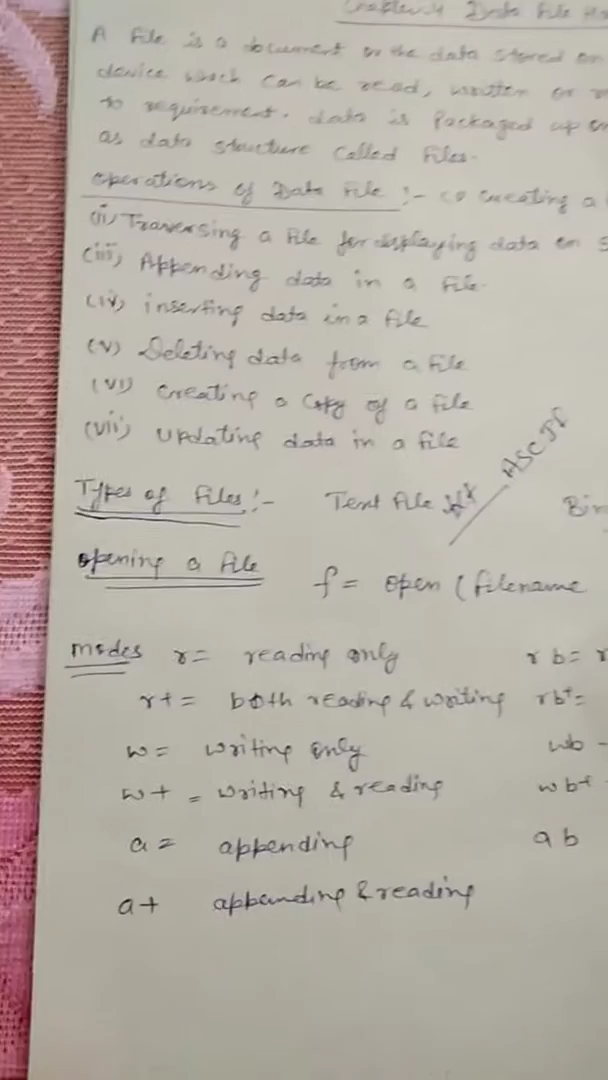 Data File
A file is a document or the data stored on
device which can be read, written or
to requirement. data is Packaged up on
as data structure called Files.
operations of Data File :- (i) creating a
(ii) Traversing a file for displaying data on S
(iii) Appending data in a file.
(iv) inserting data in a file
(v) Deleting data from a file
(vi) creating a Copy of a file
(vii) Updating data in a file
Types of Files :- Text File ASCII Bin
opening a File f = open (filename
modes r = reading only rb = r
r+ = both reading & writing rb+=
w = writing only wb -
w+ = writing & reading wb+
a = appending ab
a+ appending & reading